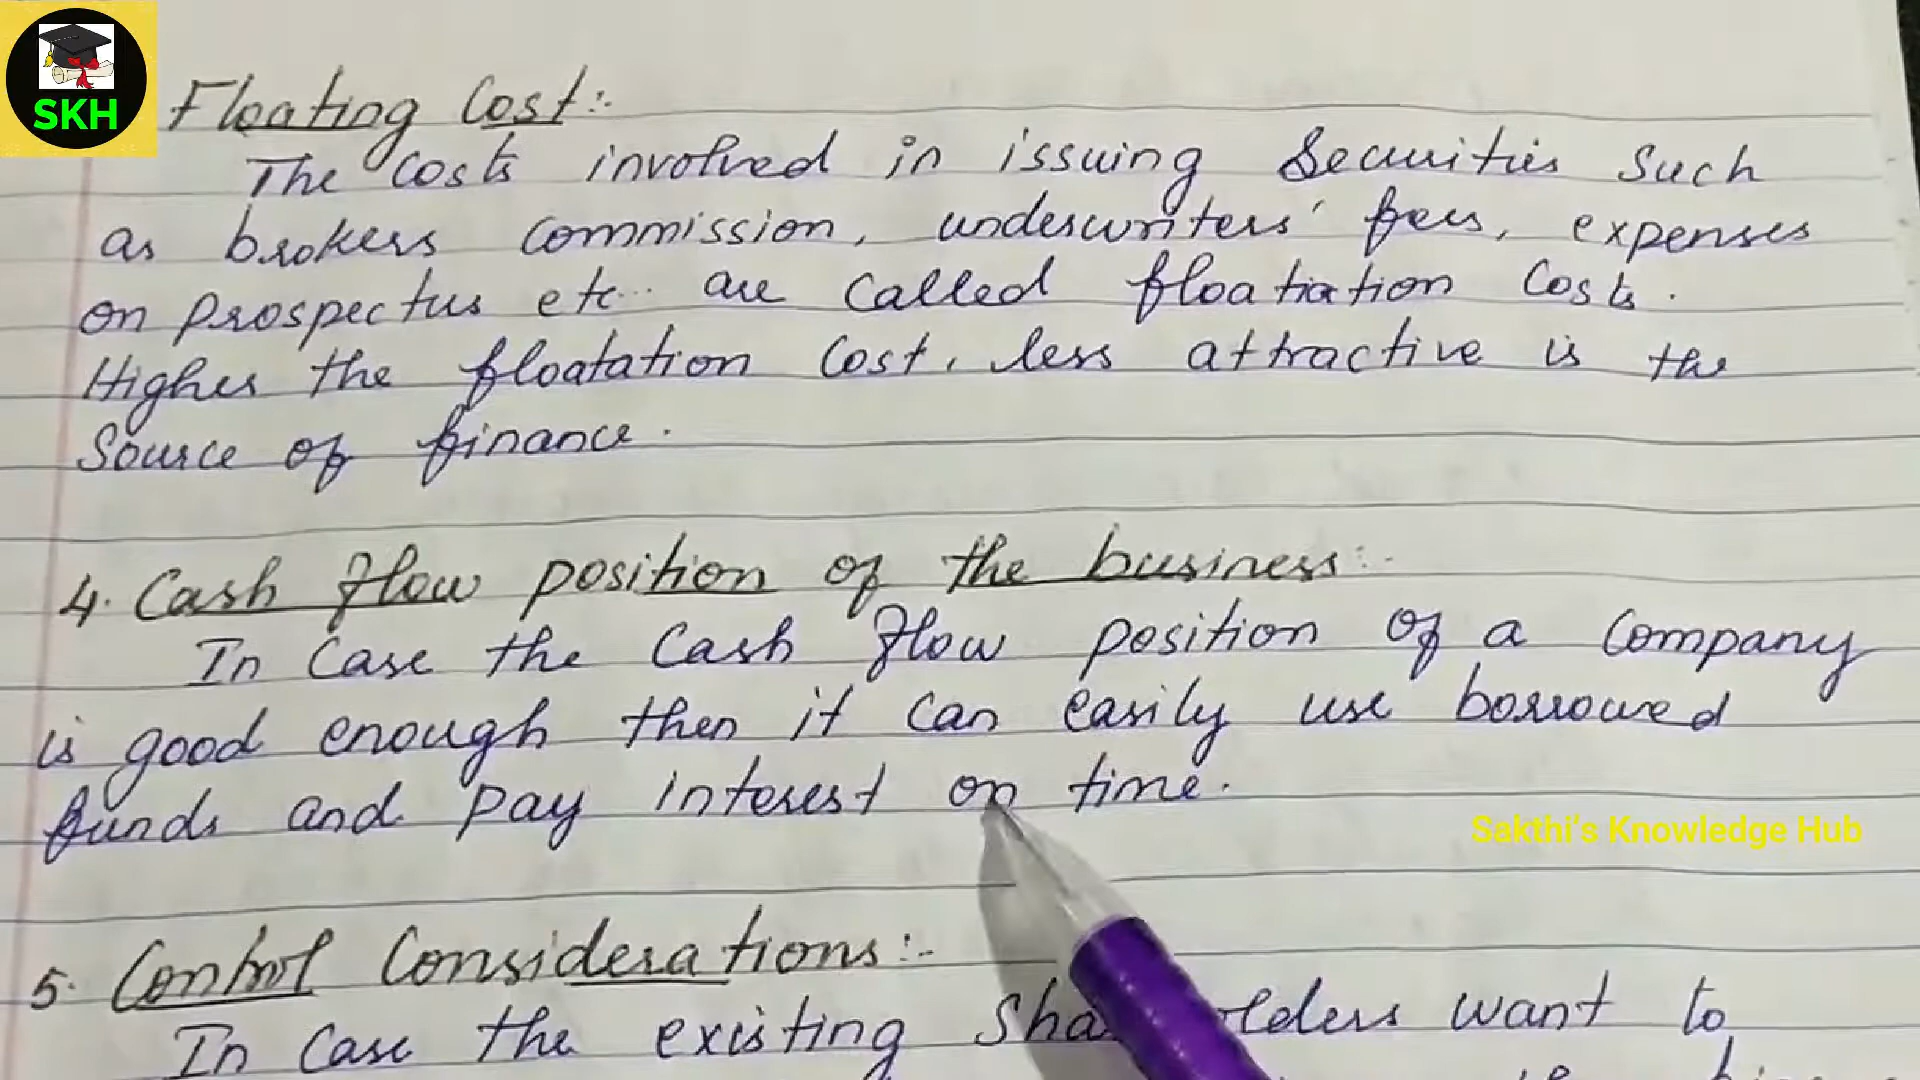 SKH
Floating Cost:-
The Costs involved in issuing Securities Such
as brokers commission, underwriters' fees, expenses
on prospectus etc... are called floatiation Costs.
Higher the floatation Cost, less attractive is the
Source of finance.
4. Cash flow position of the business:-
In Case the Cash flow position of a Company
is good enough then it can easily use borrowed
funds and pay interest on time.
Sakthi's Knowledge Hub
5. Control Considerations:-
In Case the existing want to